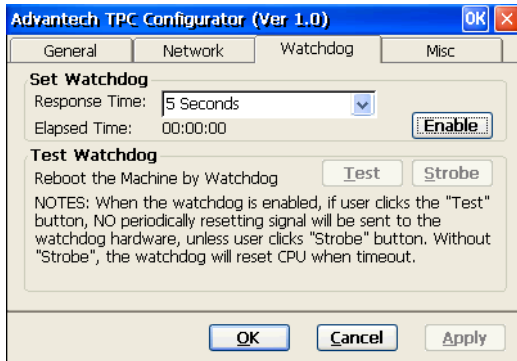 Advantech TPC Configurator (Ver 1.0) OK
General Network Watchdog Misc
Set Watchdog
Response Time: 5 Seconds
Elapsed Time: 00:00:00 Enable
Test Watchdog
Reboot the Machine by Watchdog Test Strobe
NOTES: When the watchdog is enabled, if user clicks the "Test"
button, NO periodically resetting signal will be sent to the
watchdog hardware, unless user clicks "Strobe" button. Without
"Strobe", the watchdog will reset CPU when timeout.
OK Cancel Apply